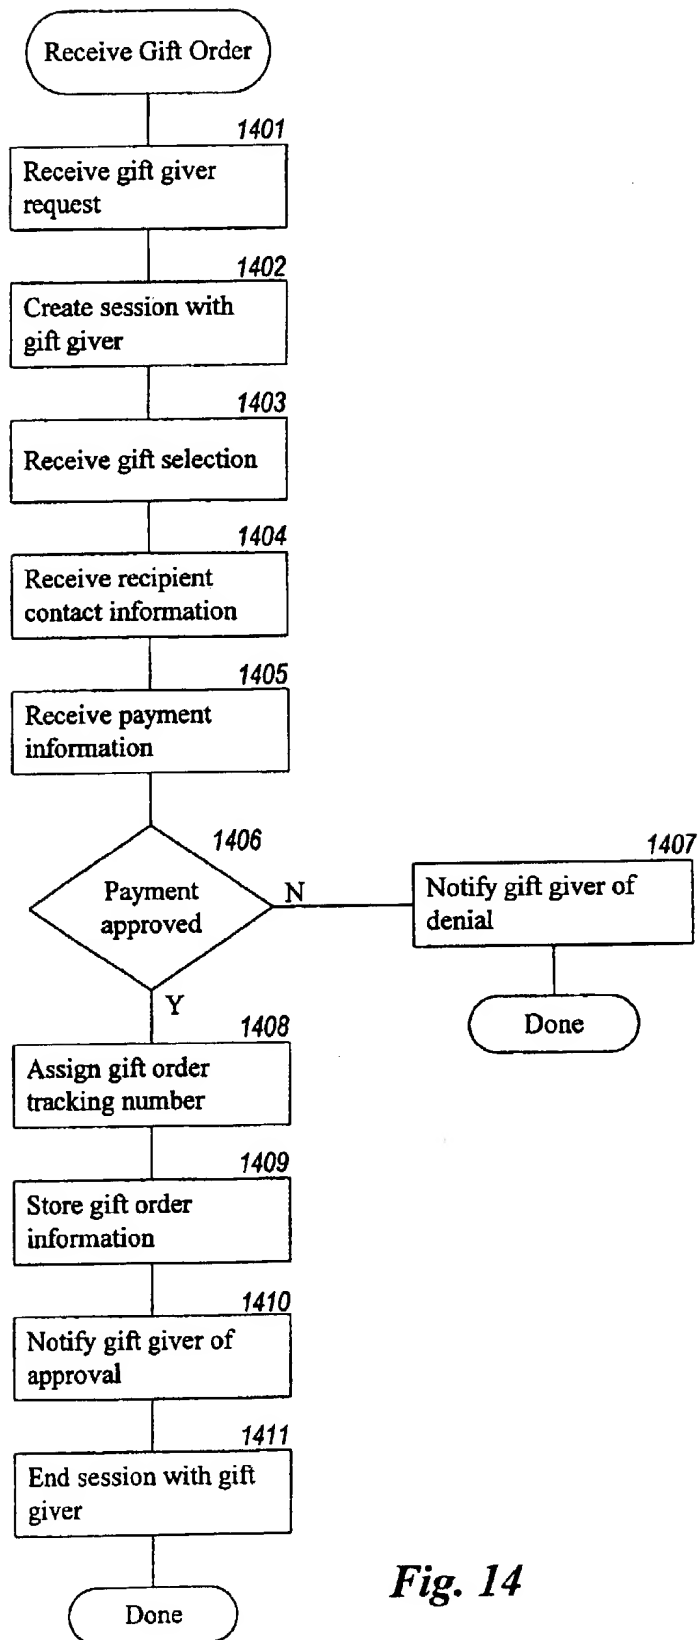 Receive Gift Order
1401
Receive gift giver
request
1402
Create session with
gift giver
1403
Receive gift selection
1404
Receive recipient
contact information
1405
Receive payment
information
1406
Payment
approved
N
1407
Notify gift giver of
denial
Done
Y
1408
Assign gift order
tracking number
1409
Store gift order
information
1410
Notify gift giver of
approval
1411
End session with gift
giver
Done
Fig. 14